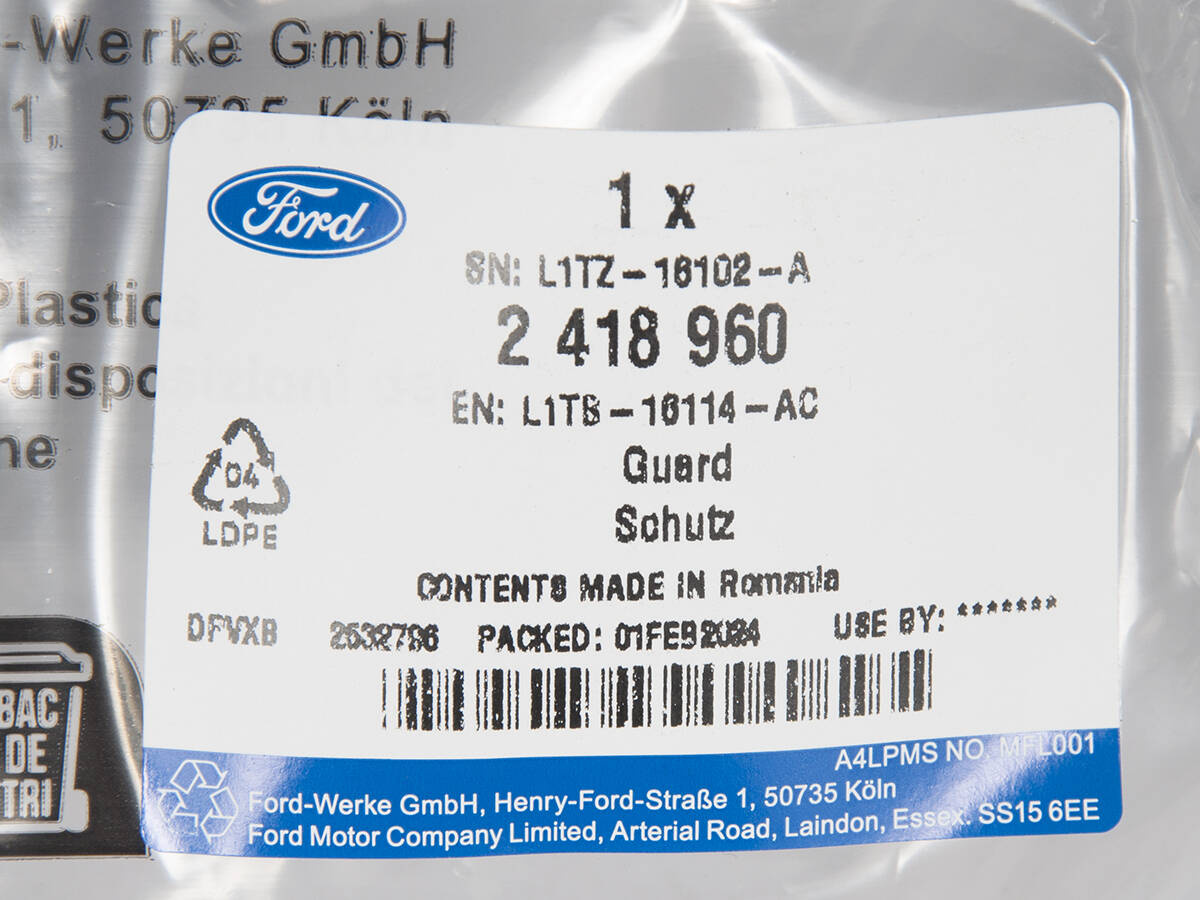 -Werke GmbH
1, 50735 Köln
Plastica
-dispo
ne
Ford
1 x
SN: L1TZ-16102-A
2 418 960
EN: L1TB-16114-AC
Guard
Schutz
04
LDPE
CONTENTS MADE IN Romania
DFVXB 2532796 PACKED: 01FEB2024 USE BY: *******
BAC
DE
TRI
A4LPMS NO. MFL001
Ford-Werke GmbH, Henry-Ford-Straße 1, 50735 Köln
Ford Motor Company Limited, Arterial Road, Laindon, Essex. SS15 6EE